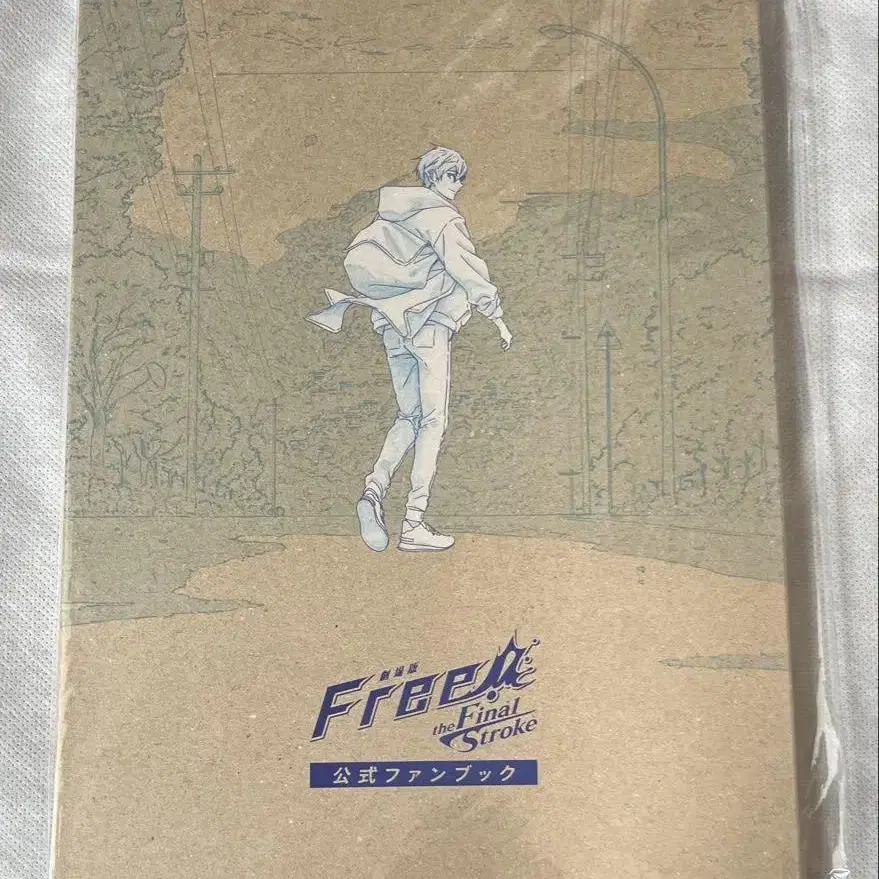 劇場版
Free!
the Final
Stroke
公式ファンブック